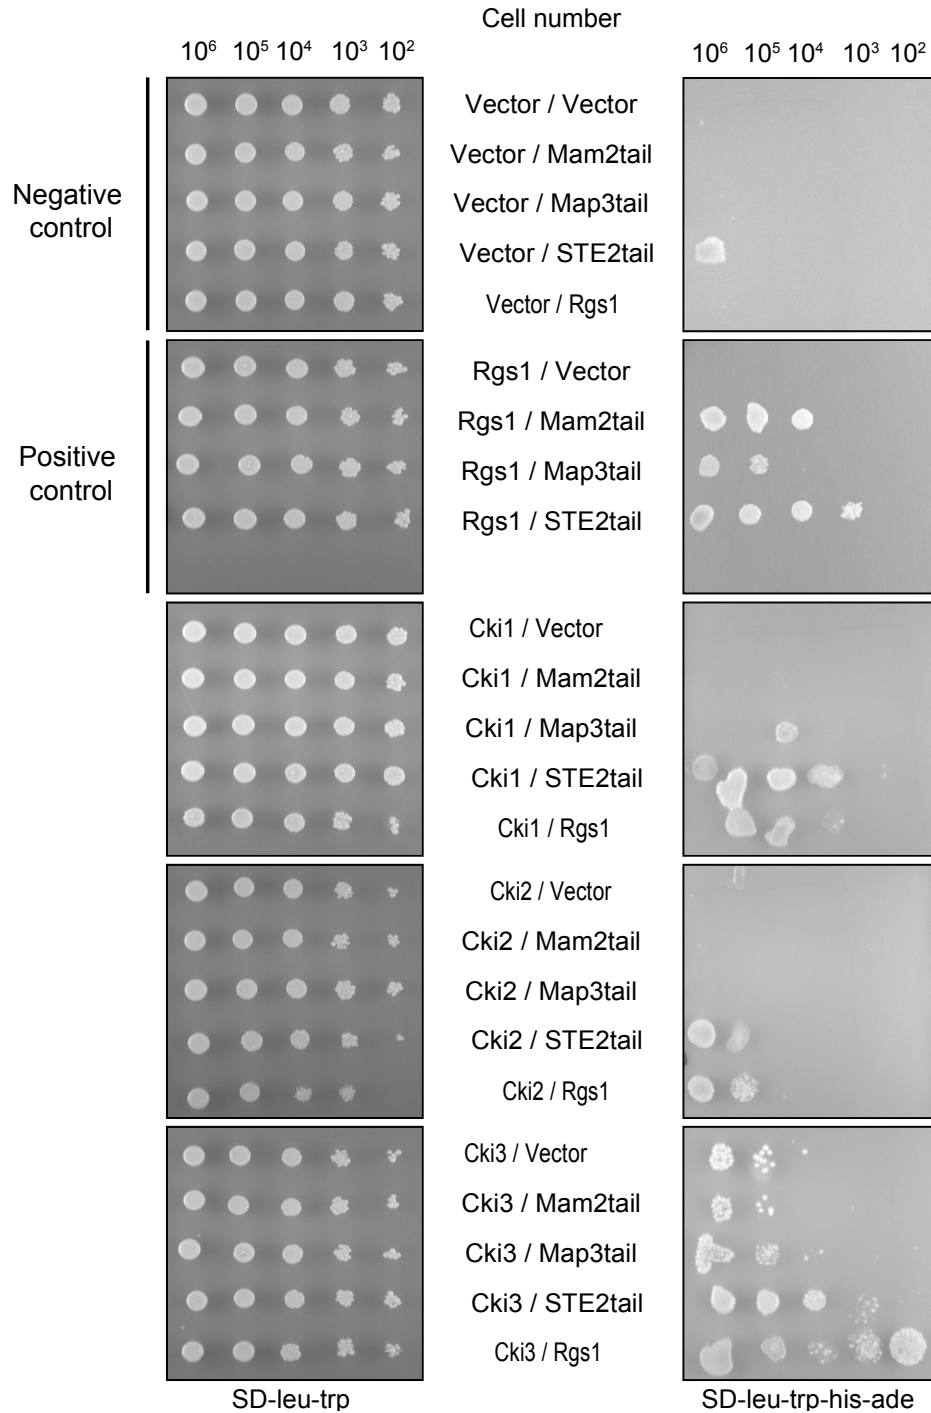 Cell number
10⁶ 10⁵ 10⁴ 10³ 10² 10⁶ 10⁵ 10⁴ 10³ 10²
Negative
control
Vector / Vector
Vector / Mam2tail
Vector / Map3tail
Vector / STE2tail
Vector / Rgs1
Positive
control
Rgs1 / Vector
Rgs1 / Mam2tail
Rgs1 / Map3tail
Rgs1 / STE2tail
Cki1 / Vector
Cki1 / Mam2tail
Cki1 / Map3tail
Cki1 / STE2tail
Cki1 / Rgs1
Cki2 / Vector
Cki2 / Mam2tail
Cki2 / Map3tail
Cki2 / STE2tail
Cki2 / Rgs1
Cki3 / Vector
Cki3 / Mam2tail
Cki3 / Map3tail
Cki3 / STE2tail
Cki3 / Rgs1
SD-leu-trp SD-leu-trp-his-ade